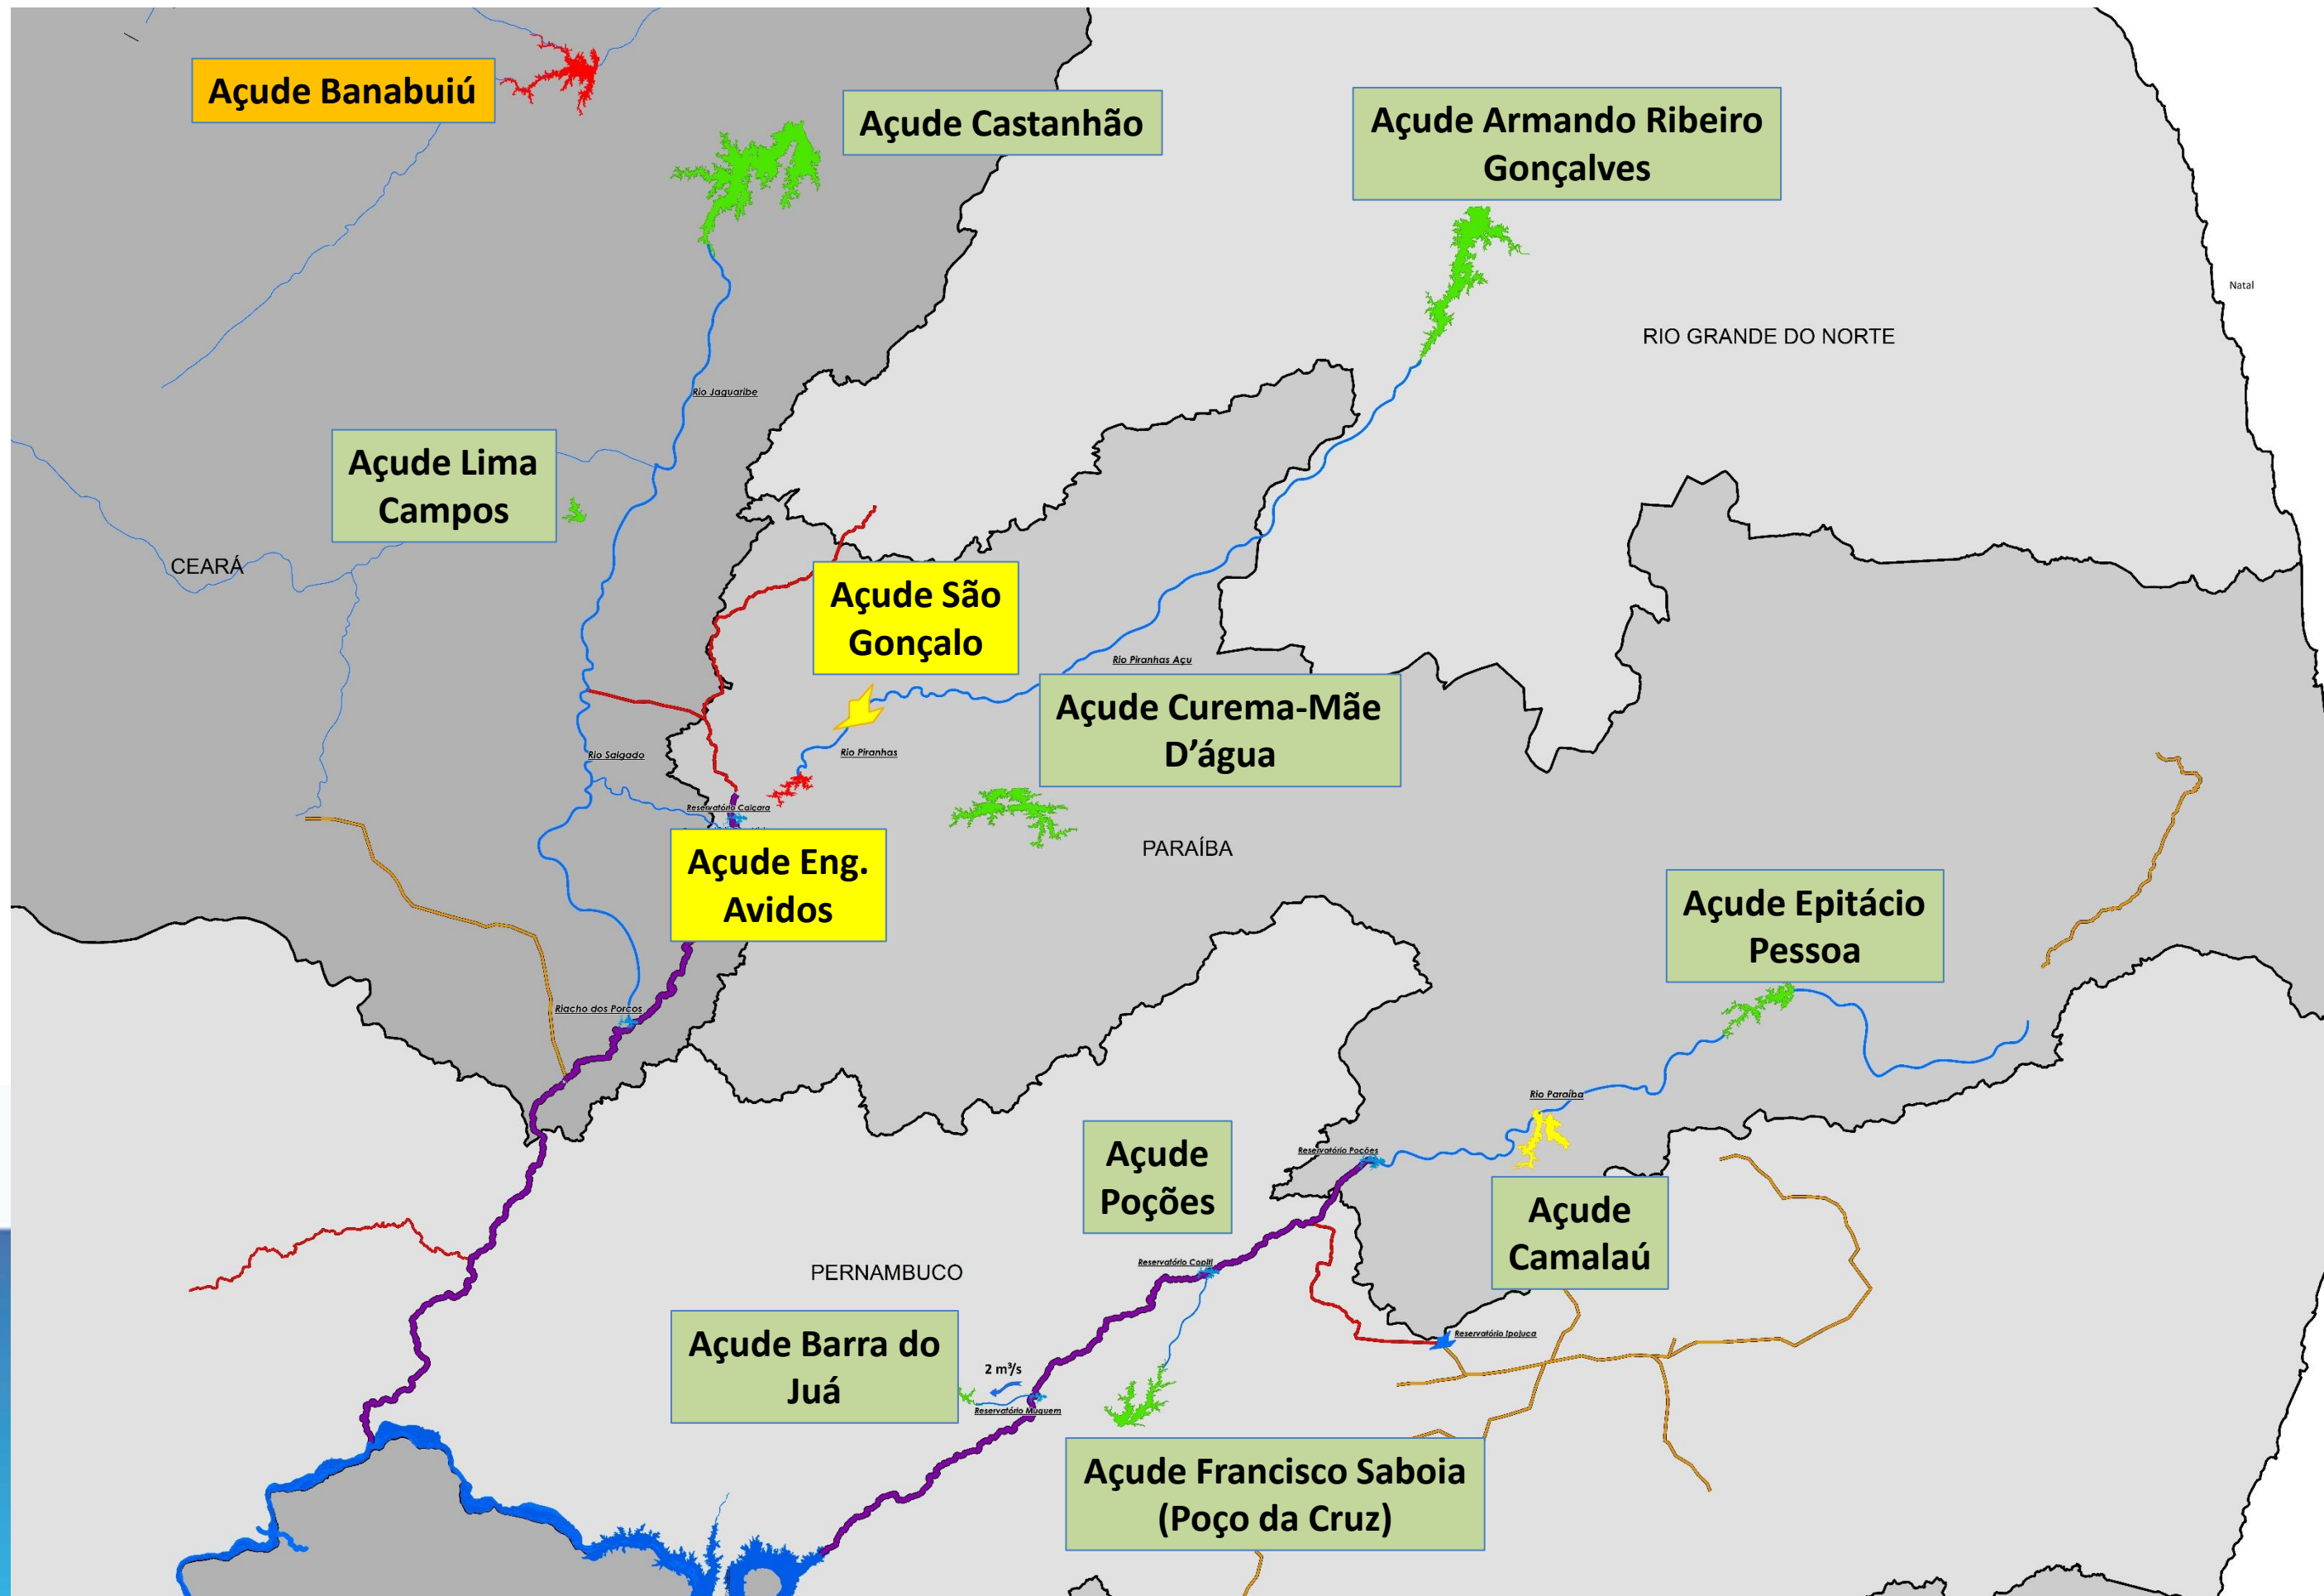 Açude Banabuiú
Açude Castanhão
Açude Armando Ribeiro
Gonçalves
Natal
RIO GRANDE DO NORTE
Rio Jaguaribe
Açude Lima
Campos
CEARÁ
Açude São
Gonçalo
Rio Piranhas Açu
Açude Curema-Mãe
D'água
Rio Piranhas
Rio Salgado
Reservatório Caiçara
Açude Eng.
Avidos
PARAÍBA
Açude Epitácio
Pessoa
Riacho dos Porcos
Rio Paraíba
Açude
Poções
Reservatório Poções
Açude
Camalaú
PERNAMBUCO
Reservatório Copiti
Açude Barra do
Juá
2 m³/s
Reservatório Muquem
Reservatório Ipojuca
Açude Francisco Saboia
(Poço da Cruz)